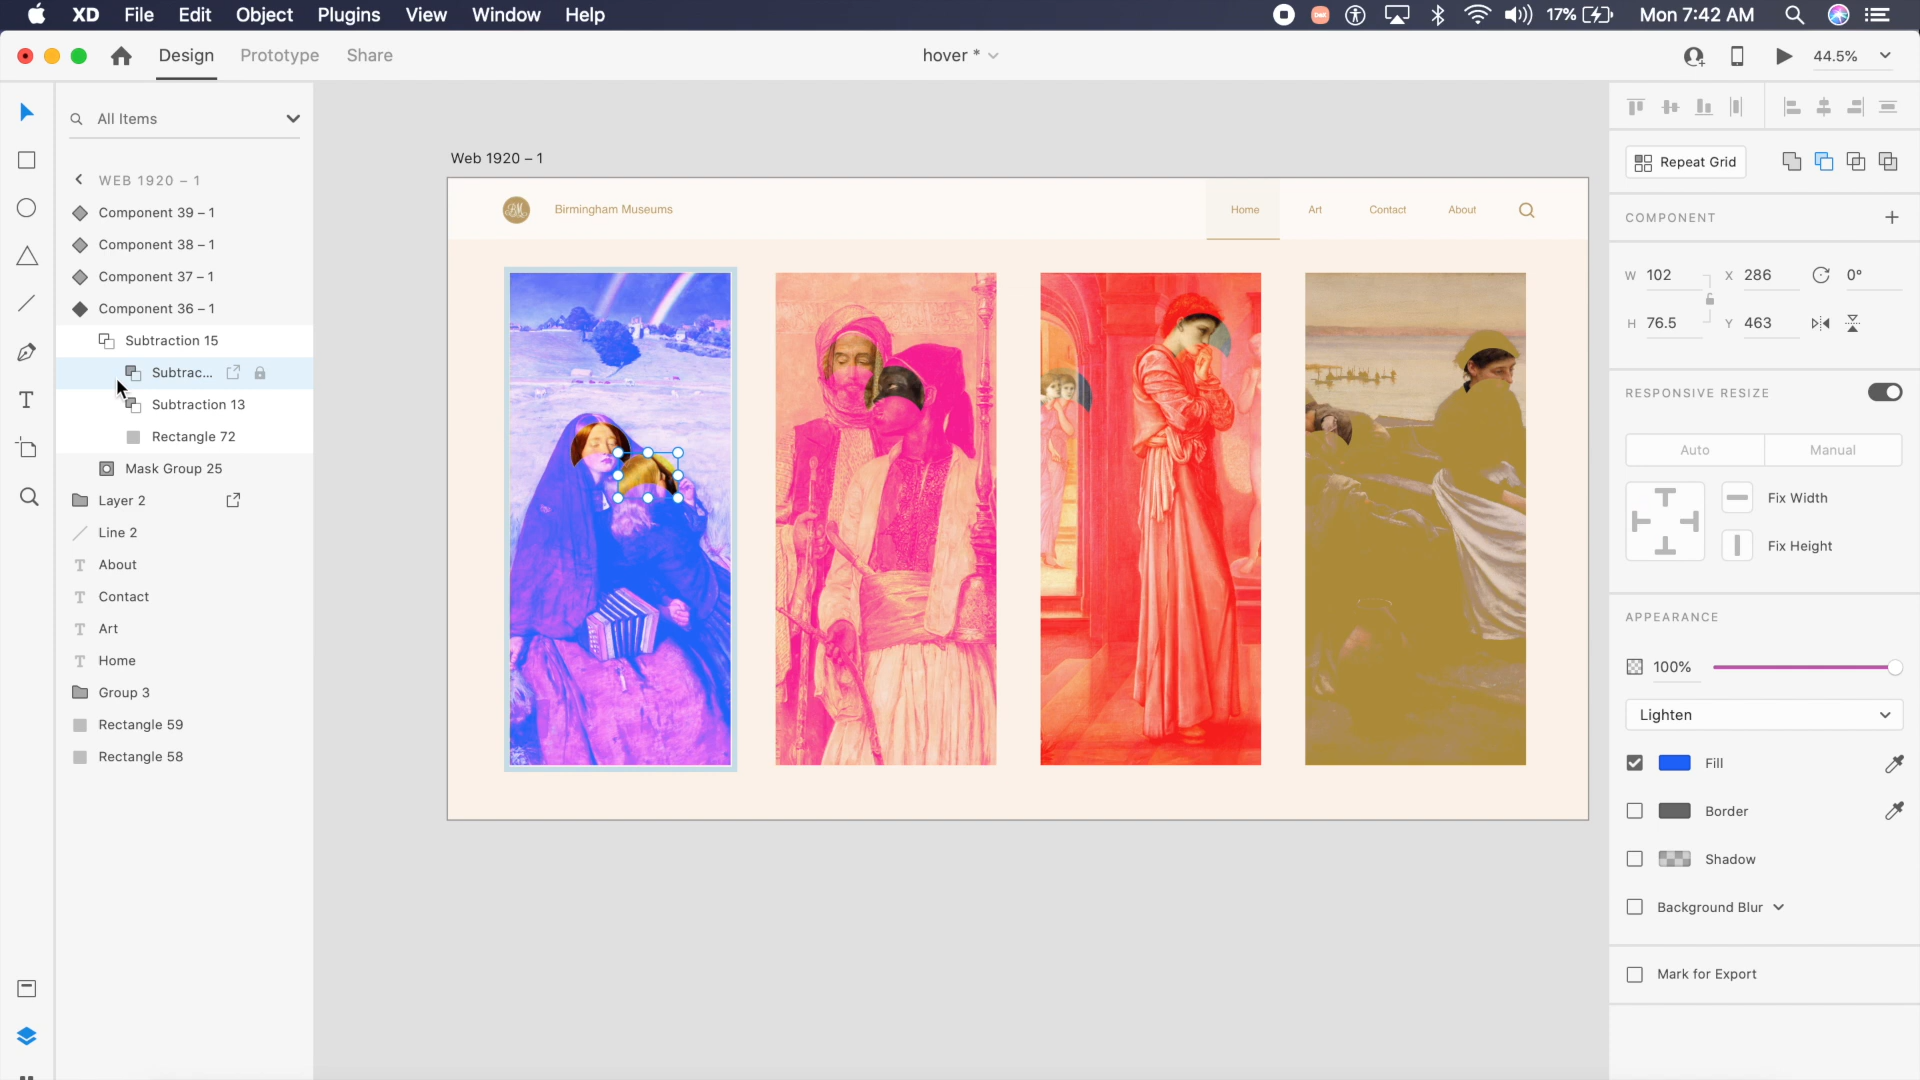 XD File Edit Object Plugins View Window Help 17% Mon 7:42 AM
Design Prototype Share hover * 44.5%
All Items
WEB 1920 – 1
Component 39 – 1
Component 38 – 1
Component 37 – 1
Component 36 – 1
Subtraction 15
Subtrac...
Subtraction 13
Rectangle 72
Mask Group 25
Layer 2
Line 2
About
Contact
Art
Home
Group 3
Rectangle 59
Rectangle 58
Web 1920 – 1
BM Birmingham Museums Home Art Contact About
Repeat Grid
COMPONENT
W 102 X 286 0°
H 76.5 Y 463
RESPONSIVE RESIZE
Auto Manual
Fix Width
Fix Height
APPEARANCE
100%
Lighten
Fill
Border
Shadow
Background Blur
Mark for Export